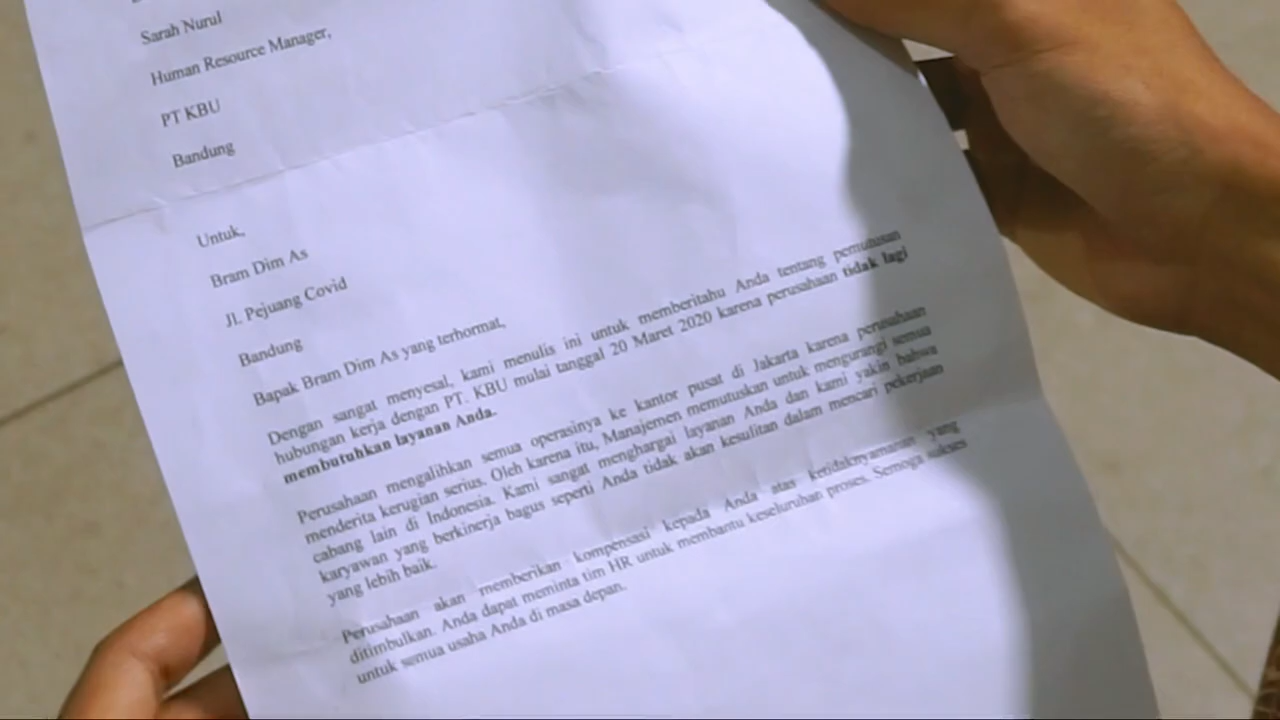 Sarah Nurul
Human Resource Manager,
PT KBU
Bandung
Untuk,
Bram Dim As
Jl. Pejuang Covid
Bandung
Bapak Bram Dim As yang terhormat,
Dengan sangat menyesal, kami menulis ini untuk memberitahu Anda tentang pemutusan
hubungan kerja dengan PT. KBU mulai tanggal 20 Maret 2020 karena perusahaan tidak lagi
membutuhkan layanan Anda.
Perusahaan mengalihkan semua operasinya ke kantor pusat di Jakarta karena perusahaan
menderita kerugian serius. Oleh karena itu, Manajemen memutuskan untuk mengurangi semua
cabang lain di Indonesia. Kami sangat menghargai layanan Anda dan kami yakin bahwa
karyawan yang berkinerja bagus seperti Anda tidak akan kesulitan dalam mencari pekerjaan
yang lebih baik.
Perusahaan akan memberikan kompensasi kepada Anda atas ketidaknyamanan yang
ditimbulkan. Anda dapat meminta tim HR untuk membantu keseluruhan proses. Semoga sukses
untuk semua usaha Anda di masa depan.